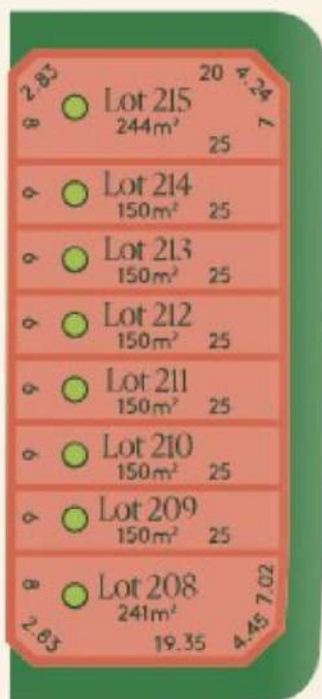 2.83 20 4.24
8 Lot 215 7
244m²
25
6 Lot 214
150m² 25
6 Lot 213
150m² 25
6 Lot 212
150m² 25
6 Lot 211
150m² 25
6 Lot 210
150m² 25
6 Lot 209
150m² 25
8 Lot 208 7.02
241m²
2.83 19.35 4.45